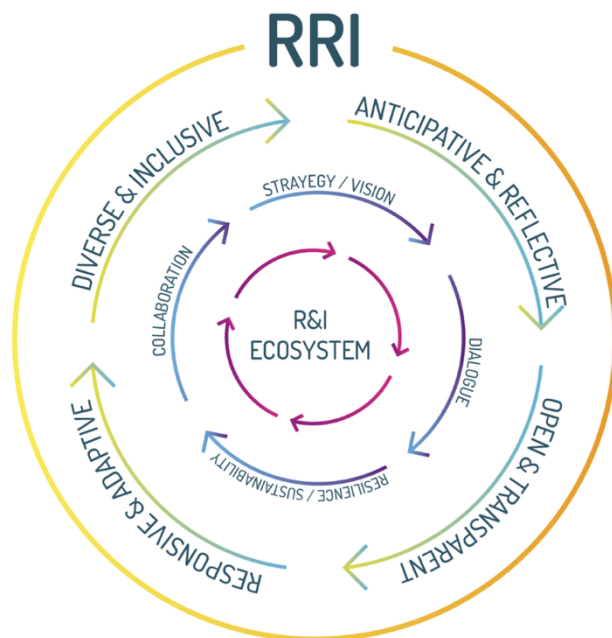 RRI
ANTICIPATIVE & REFLECTIVE
OPEN & TRANSPARENT
RESPONSIVE & ADAPTIVE
DIVERSE & INCLUSIVE
STRAYEGY / VISION
DIALOGUE
RESILIENCE / SUSTAINABILITY
COLLABORATION
R&I
ECOSYSTEM